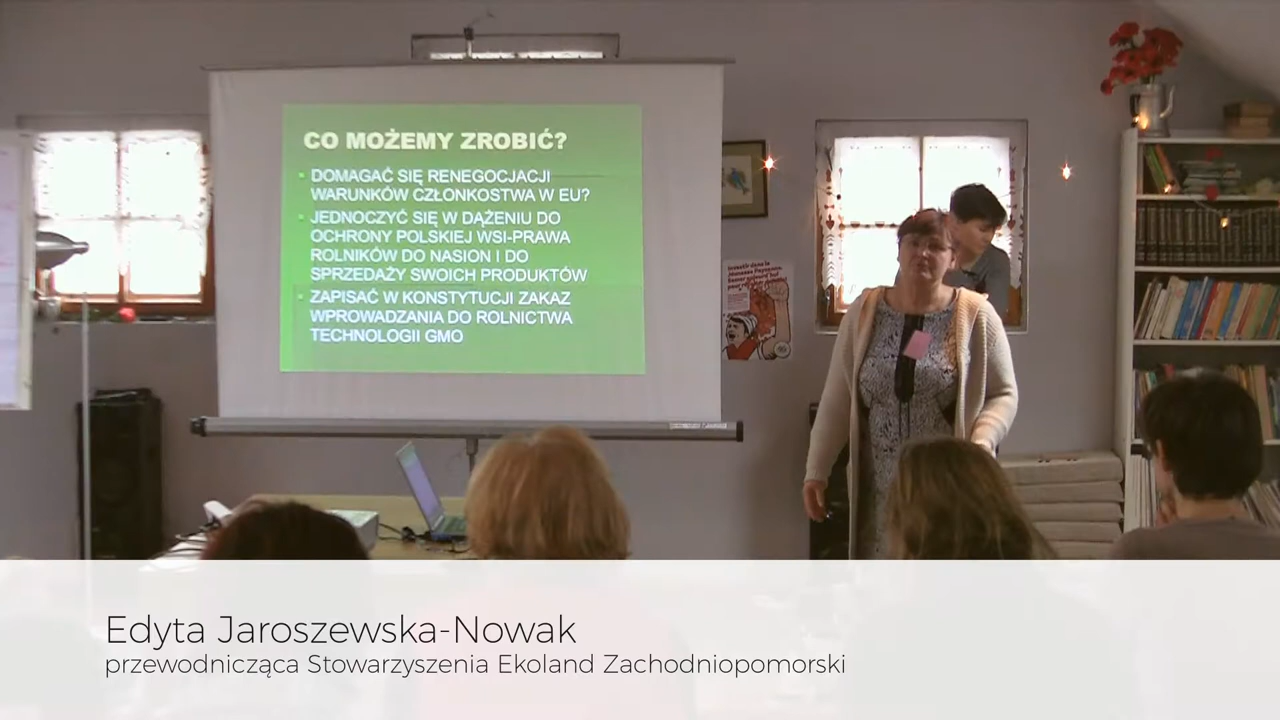 CO MOŻEMY ZROBIĆ?
DOMAGAĆ SIĘ RENEGOCJACJI
WARUNKÓW CZŁONKOSTWA W EU?
JEDNOCZYĆ SIĘ W DĄŻENIU DO
OCHRONY POLSKIEJ WSI-PRAWA
ROLNIKÓW DO NASION I DO
SPRZEDAŻY SWOICH PRODUKTÓW
ZAPISAĆ W KONSTYTUCJI ZAKAZ
WPROWADZANIA DO ROLNICTWA
TECHNOLOGII GMO
Edyta Jaroszewska-Nowak
przewodnicząca Stowarzyszenia Ekoland Zachodniopomorski